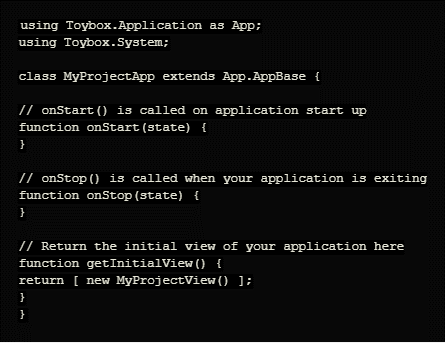 using Toybox.Application as App;
using Toybox.System;
class MyProjectApp extends App.AppBase {
// onStart() is called on application start up
function onStart(state) {
}
// onStop() is called when your application is exiting
function onStop(state) {
}
// Return the initial view of your application here
function getInitialView() {
return [ new MyProjectView() ];
}
}